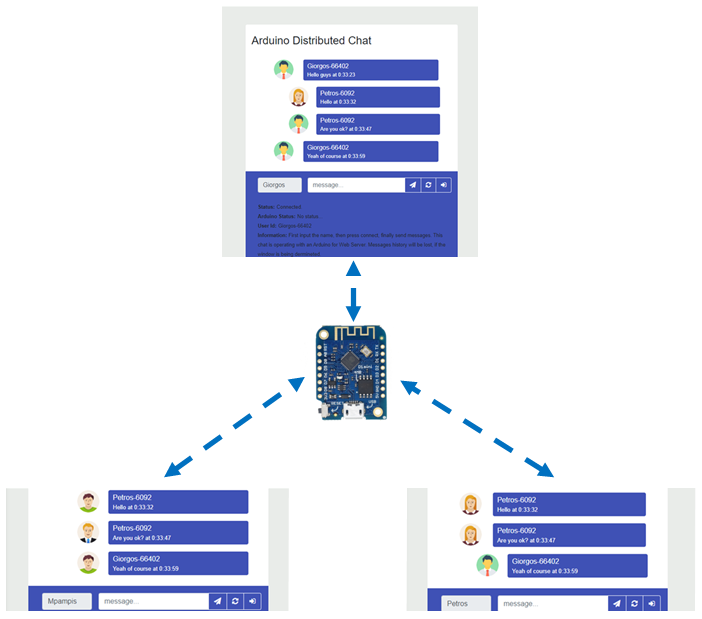 Arduino Distributed Chat
Giorgos-66402
Hello guys at 0:33:23
Petros-6092
Hello at 0:33:32
Petros-6092
Are you ok? at 0:33:47
Giorgos-66402
Yeah of course at 0:33:59
Giorgos
message...
Status: Connected.
Arduino Status: No status
User Id: Giorgos-66402
Information: First input the name, then press connect, finally send messages. This
chat is operating with an Arduino for Web Server. Messages history will be lost, if the
window is being
RESET
USB
Petros-6092
Hello at 0:33:32
Petros-6092
Are you ok? at 0:33:47
Giorgos-66402
Yeah of course at 0:33:59
Mpampis
message...
Petros-6092
Hello at 0:33:32
Petros-6092
Are you ok? at 0:33:47
Giorgos-66402
Yeah of course at 0:33:59
Petros
message...